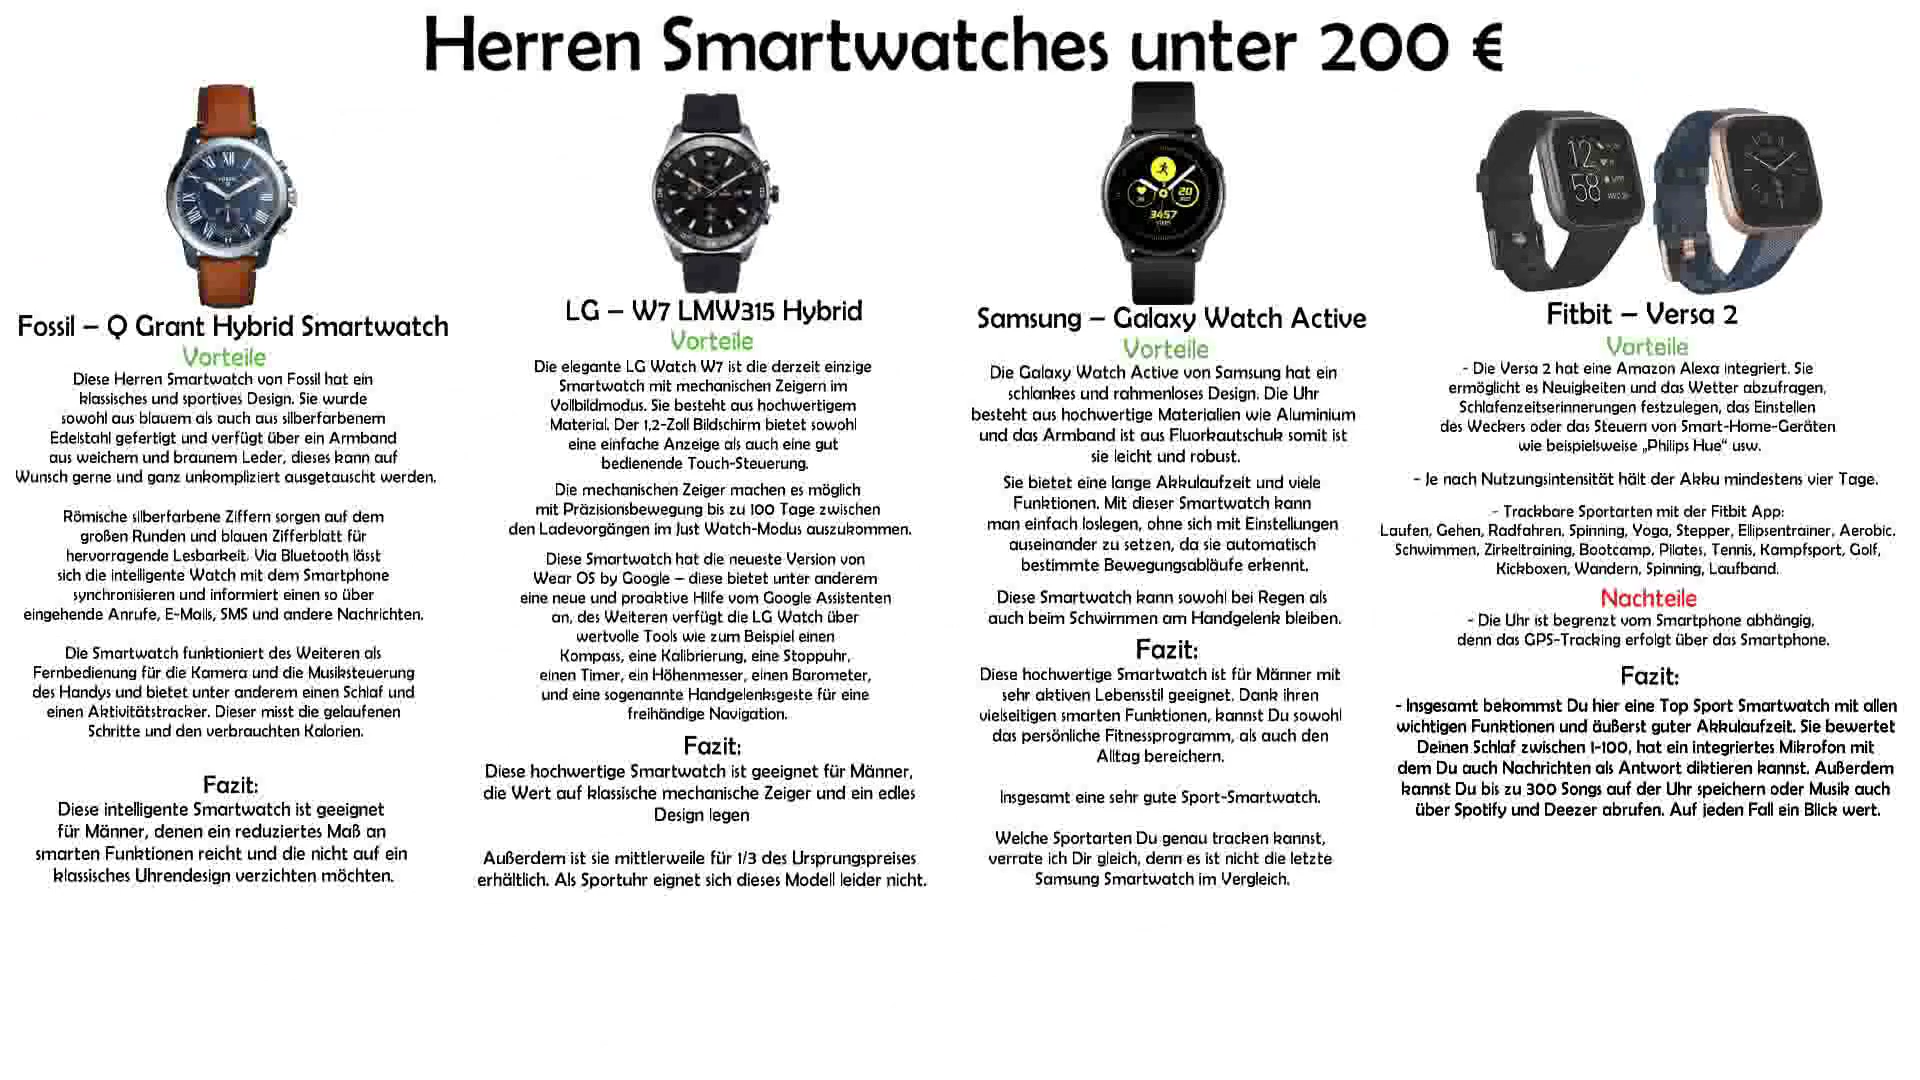 Herren Smartwatches unter 200 €
Fossil – Q Grant Hybrid Smartwatch
Vorteile
Diese Herren Smartwatch von Fossil hat ein
klassisches und sportives Design. Sie wurde
sowohl aus blauem als auch aus silberfarbenem
Edelstahl gefertigt und verfügt über ein Armband
aus weichem und braunem Leder, dieses kann auf
Wunsch gerne und ganz unkompliziert ausgetauscht werden.
Römische silberfarbene Ziffern sorgen auf dem
großen Runden und blauen Zifferblatt für
hervorragende Lesbarkeit. Via Bluetooth lässt
sich die intelligente Watch mit dem Smartphone
synchronisieren und informiert einen so über
eingehende Anrufe, E-Mails, SMS und andere Nachrichten.
Die Smartwatch funktioniert des Weiteren als
Fernbedienung für die Kamera und die Musiksteuerung
des Handys und bietet unter anderem einen Schlaf und
einen Aktivitätstracker. Dieser misst die gelaufenen
Schritte und den verbrauchten Kalorien.
Fazit:
Diese intelligente Smartwatch ist geeignet
für Männer, denen ein reduziertes Maß an
smarten Funktionen reicht und die nicht auf ein
klassisches Uhrendesign verzichten möchten.
LG – W7 LMW315 Hybrid
Vorteile
Die elegante LG Watch W7 ist die derzeit einzige
Smartwatch mit mechanischen Zeigern im
Vollbildmodus. Sie besteht aus hochwertigem
Material. Der 1,2-Zoll Bildschirm bietet sowohl
eine einfache Anzeige als auch eine gut
bedienende Touch-Steuerung.
Die mechanischen Zeiger machen es möglich
mit Präzisionsbewegung bis zu 100 Tage zwischen
den Ladevorgängen im Just Watch-Modus auszukommen.
Diese Smartwatch hat die neueste Version von
Wear OS by Google – diese bietet unter anderem
eine neue und proaktive Hilfe vom Google Assistenten
an, des Weiteren verfügt die LG Watch über
wertvolle Tools wie zum Beispiel einen
Kompass, eine Kalibrierung, eine Stoppuhr,
einen Timer, ein Höhenmesser, einen Barometer,
und eine sogenannte Handgelenksgeste für eine
freihändige Navigation.
Fazit:
Diese hochwertige Smartwatch ist geeignet für Männer,
die Wert auf klassische mechanische Zeiger und ein edles
Design legen
Außerdem ist sie mittlerweile für 1/3 des Ursprungspreises
erhältlich. Als Sportuhr eignet sich dieses Modell leider nicht.
20
3457
Samsung – Galaxy Watch Active
Vorteile
Die Galaxy Watch Active von Samsung hat ein
schlankes und rahmenloses Design. Die Uhr
besteht aus hochwertige Materialien wie Aluminium
und das Armband ist aus Fluorkautschuk somit ist
sie leicht und robust.
Sie bietet eine lange Akkulaufzeit und viele
Funktionen. Mit dieser Smartwatch kann
man einfach loslegen, ohne sich mit Einstellungen
auseinander zu setzen, da sie automatisch
bestimmte Bewegungsabläufe erkennt.
Diese Smartwatch kann sowohl bei Regen als
auch beim Schwimmen am Handgelenk bleiben.
Fazit:
Diese hochwertige Smartwatch ist für Männer mit
sehr aktiven Lebensstil geeignet. Dank ihren
vielseitigen smarten Funktionen, kannst Du sowohl
das persönliche Fitnessprogramm, als auch den
Alltag bereichern.
Insgesamt eine sehr gute Sport-Smartwatch.
Welche Sportarten Du genau tracken kannst,
verrate ich Dir gleich, denn es ist nicht die letzte
Samsung Smartwatch im Vergleich.
12
58
Fitbit – Versa 2
Vorteile
- Die Versa 2 hat eine Amazon Alexa integriert. Sie
ermöglicht es Neuigkeiten und das Wetter abzufragen,
Schlafenzeitserinnerungen festzulegen, das Einstellen
des Weckers oder das Steuern von Smart-Home-Geräten
wie beispielsweise „Philips Hue“ usw.
- Je nach Nutzungsintensität hält der Akku mindestens vier Tage.
- Trackbare Sportarten mit der Fitbit App:
Laufen, Gehen, Radfahren, Spinning, Yoga, Stepper, Ellipsentrainer, Aerobic.
Schwimmen, Zirkeltraining, Bootcamp, Pilates, Tennis, Kampfsport, Golf,
Kickboxen, Wandern, Spinning, Laufband.
Nachteile
- Die Uhr ist begrenzt vom Smartphone abhängig,
denn das GPS-Tracking erfolgt über das Smartphone.
Fazit:
- Insgesamt bekommst Du hier eine Top Sport Smartwatch mit allen
wichtigen Funktionen und äußerst guter Akkulaufzeit. Sie bewertet
Deinen Schlaf zwischen 1-100, hat ein integriertes Mikrofon mit
dem Du auch Nachrichten als Antwort diktieren kannst. Außerdem
kannst Du bis zu 300 Songs auf der Uhr speichern oder Musik auch
über Spotify und Deezer abrufen. Auf jeden Fall ein Blick wert.